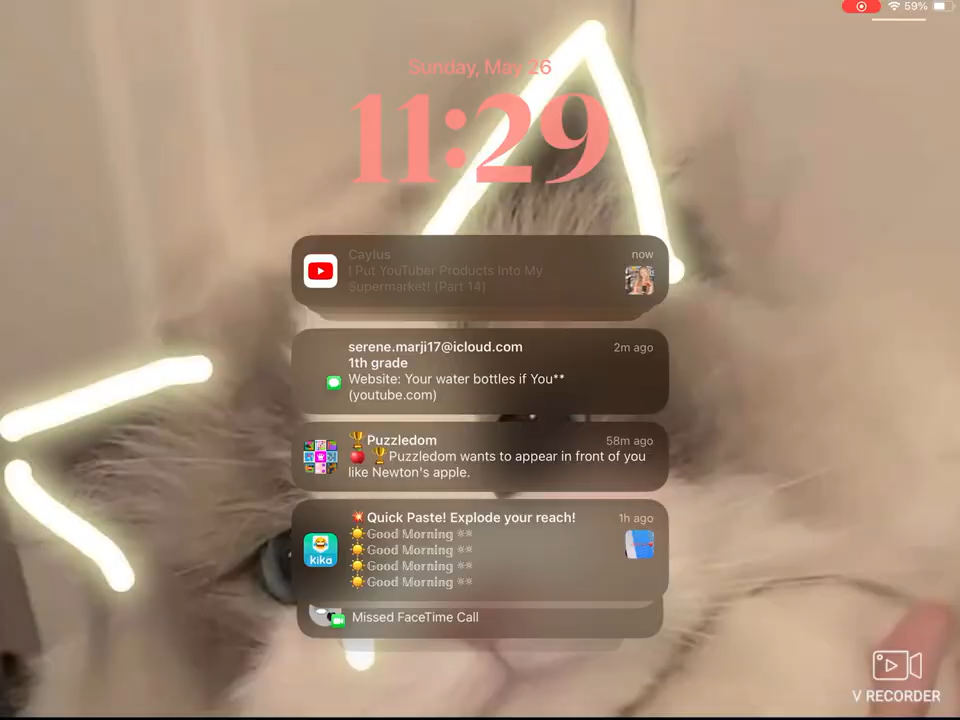 59%
Sunday, May 26
11:29
Caylus
now
I Put YouTuber Products Into My
Supermarket! (Part 14)
serene.marji17@icloud.com
2m ago
1th grade
Website: Your water bottles if You**
(youtube.com)
🏆Puzzledom
58m ago
🍎 🏆Puzzledom wants to appear in front of you
like Newton's apple.
💥Quick Paste! Explode your reach!
1h ago
☀️𝔾𝕠𝕠𝕕 𝕄𝕠𝕣𝕟𝕚𝕟𝕘 ☼☼
☀️𝔾𝕠𝕠𝕕 𝕄𝕠𝕣𝕟𝕚𝕟𝕘 ☼☼
☀️𝔾𝕠𝕠𝕕 𝕄𝕠𝕣𝕟𝕚𝕟𝕘 ☼☼
☀️𝔾𝕠𝕠𝕕 𝕄𝕠𝕣𝕟𝕚𝕟𝕘 ☼☼
kika
Missed FaceTime Call
V RECORDER